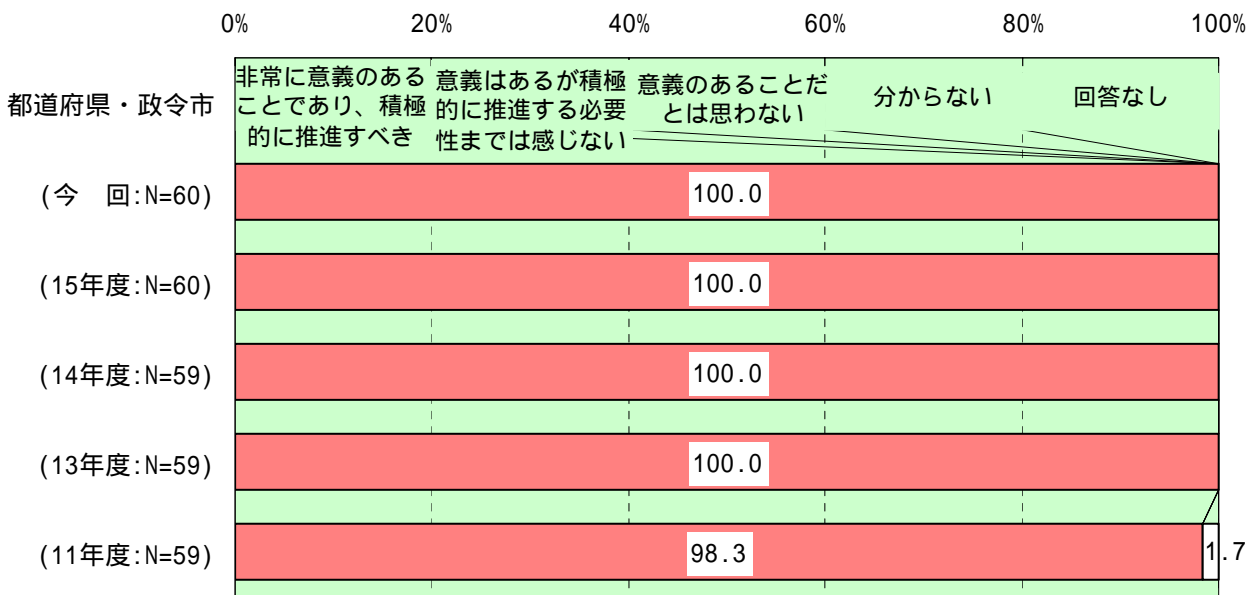 0% 20% 40% 60% 80% 100%
都道府県・政令市
非常に意義のある
ことであり、積極
的に推進すべき
意義はあるが積極
的に推進する必要
性までは感じない
意義のあることだ
とは思わない
分からない
回答なし
(今 回:N=60) 100.0
(15年度:N=60) 100.0
(14年度:N=59) 100.0
(13年度:N=59) 100.0
(11年度:N=59) 98.3 1.7